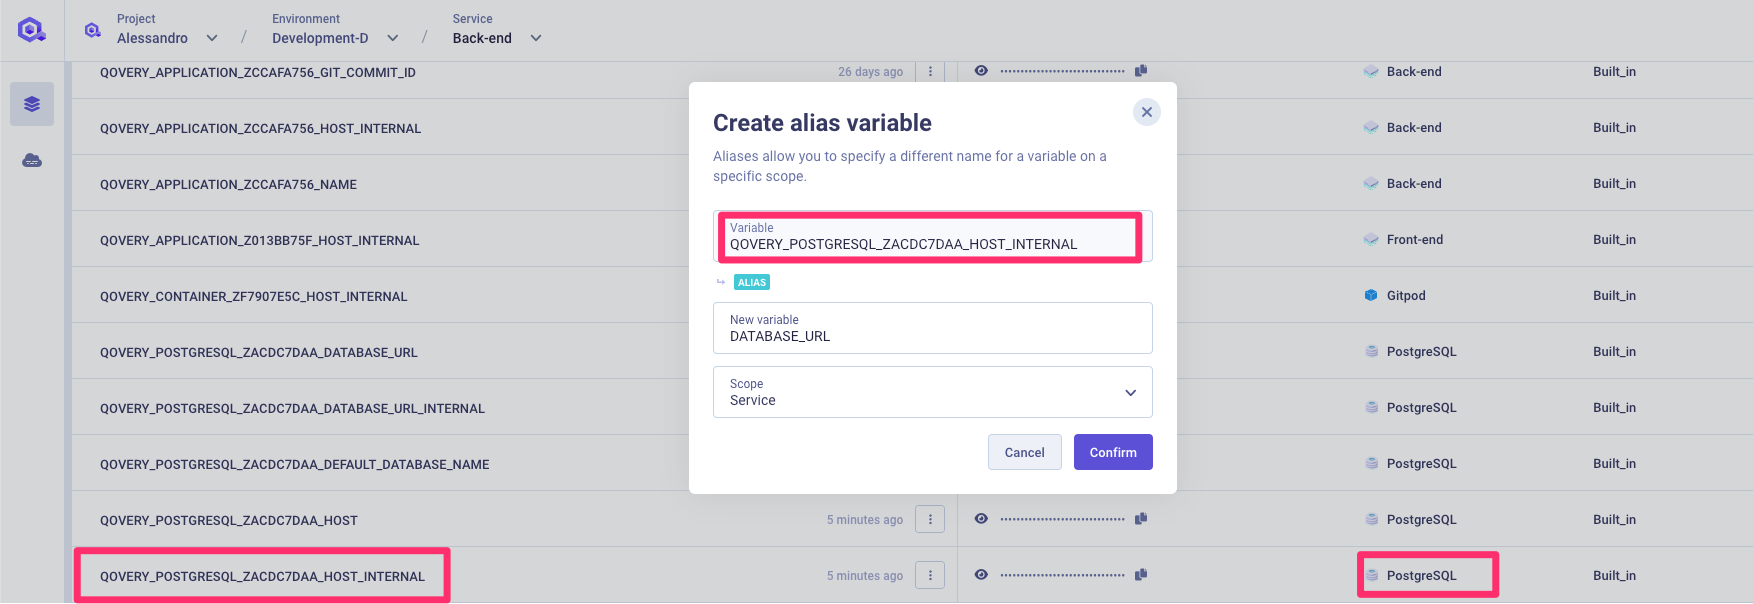 Project
Alessandro
/
Environment
Development-D
/
Service
Back-end
QOVERY_APPLICATION_ZCCAFA756_GIT_COMMIT_ID 26 days ago ••••••••••••••••••••••••••••••• Back-end Built_in
QOVERY_APPLICATION_ZCCAFA756_HOST_INTERNAL Back-end Built_in
QOVERY_APPLICATION_ZCCAFA756_NAME Back-end Built_in
QOVERY_APPLICATION_Z013BB75F_HOST_INTERNAL Front-end Built_in
QOVERY_CONTAINER_ZF7907E5C_HOST_INTERNAL Gitpod Built_in
QOVERY_POSTGRESQL_ZACDC7DAA_DATABASE_URL PostgreSQL Built_in
QOVERY_POSTGRESQL_ZACDC7DAA_DATABASE_URL_INTERNAL PostgreSQL Built_in
QOVERY_POSTGRESQL_ZACDC7DAA_DEFAULT_DATABASE_NAME PostgreSQL Built_in
QOVERY_POSTGRESQL_ZACDC7DAA_HOST 5 minutes ago ••••••••••••••••••••••••••••••• PostgreSQL Built_in
QOVERY_POSTGRESQL_ZACDC7DAA_HOST_INTERNAL 5 minutes ago ••••••••••••••••••••••••••••••• PostgreSQL Built_in
Create alias variable
Aliases allow you to specify a different name for a variable on a
specific scope.
Variable
QOVERY_POSTGRESQL_ZACDC7DAA_HOST_INTERNAL
ALIAS
New variable
DATABASE_URL
Scope
Service
Cancel Confirm